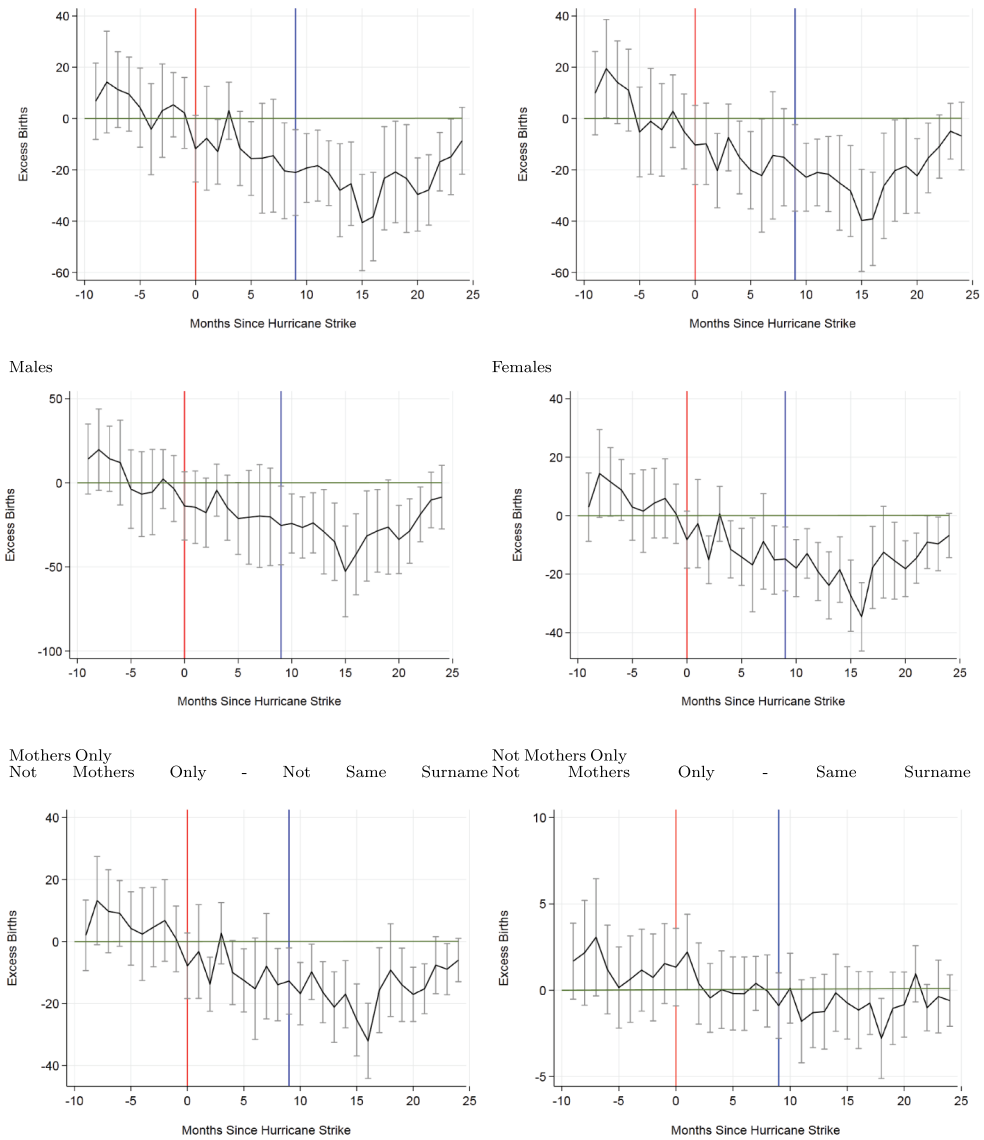 40
20
0
-20
-40
-60
Excess Births
-10 -5 0 5 10 15 20 25
Months Since Hurricane Strike
40
20
0
-20
-40
-60
Excess Births
-10 -5 0 5 10 15 20 25
Months Since Hurricane Strike
Males
Females
50
0
-50
-100
Excess Births
-10 -5 0 5 10 15 20 25
Months Since Hurricane Strike
40
20
0
-20
-40
Excess Births
-10 -5 0 5 10 15 20 25
Months Since Hurricane Strike
Mothers Only
Not Mothers Only - Not Same Surname
Not Mothers Only
Not Mothers Only - Same Surname
40
20
0
-20
-40
Excess Births
-10 -5 0 5 10 15 20 25
Months Since Hurricane Strike
10
5
0
-5
Excess Births
-10 -5 0 5 10 15 20 25
Months Since Hurricane Strike